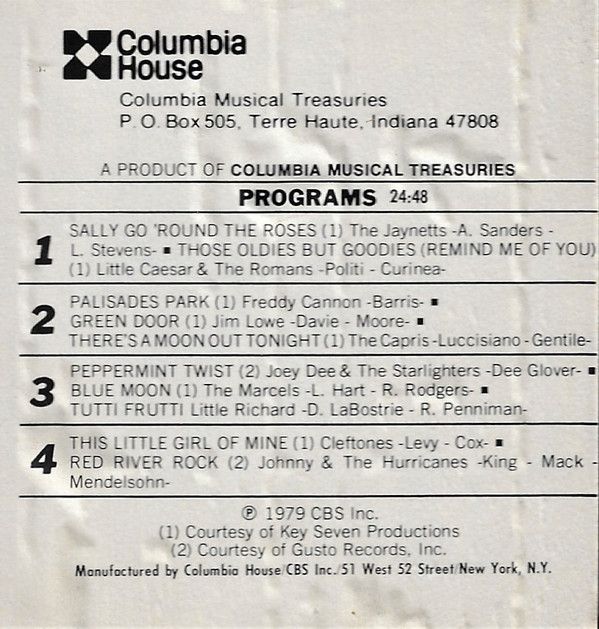 Columbia
House
Columbia Musical Treasuries
P.O. Box 505, Terre Haute, Indiana 47808
A PRODUCT OF COLUMBIA MUSICAL TREASURIES
PROGRAMS 24:48
1 SALLY GO 'ROUND THE ROSES (1) The Jaynetts -A. Sanders -
L. Stevens- ■ THOSE OLDIES BUT GOODIES (REMIND ME OF YOU)
(1) Little Caesar & The Romans -Politi - Curinea-
2 PALISADES PARK (1) Freddy Cannon -Barris- ■
GREEN DOOR (1) Jim Lowe -Davie - Moore- ■
THERE'S A MOON OUT TONIGHT (1) The Capris -Luccisiano - Gentile-
3 PEPPERMINT TWIST (2) Joey Dee & The Starlighters -Dee Glover- ■
BLUE MOON (1) The Marcels -L. Hart - R. Rodgers- ■
TUTTI FRUTTI Little Richard -D. LaBostrie - R. Penniman-
4 THIS LITTLE GIRL OF MINE (1) Cleftones -Levy - Cox- ■
RED RIVER ROCK (2) Johnny & The Hurricanes -King - Mack -
Mendelsohn-
℗ 1979 CBS Inc.
(1) Courtesy of Key Seven Productions
(2) Courtesy of Gusto Records, Inc.
Manufactured by Columbia House/CBS Inc./51 West 52 Street/New York, N.Y.